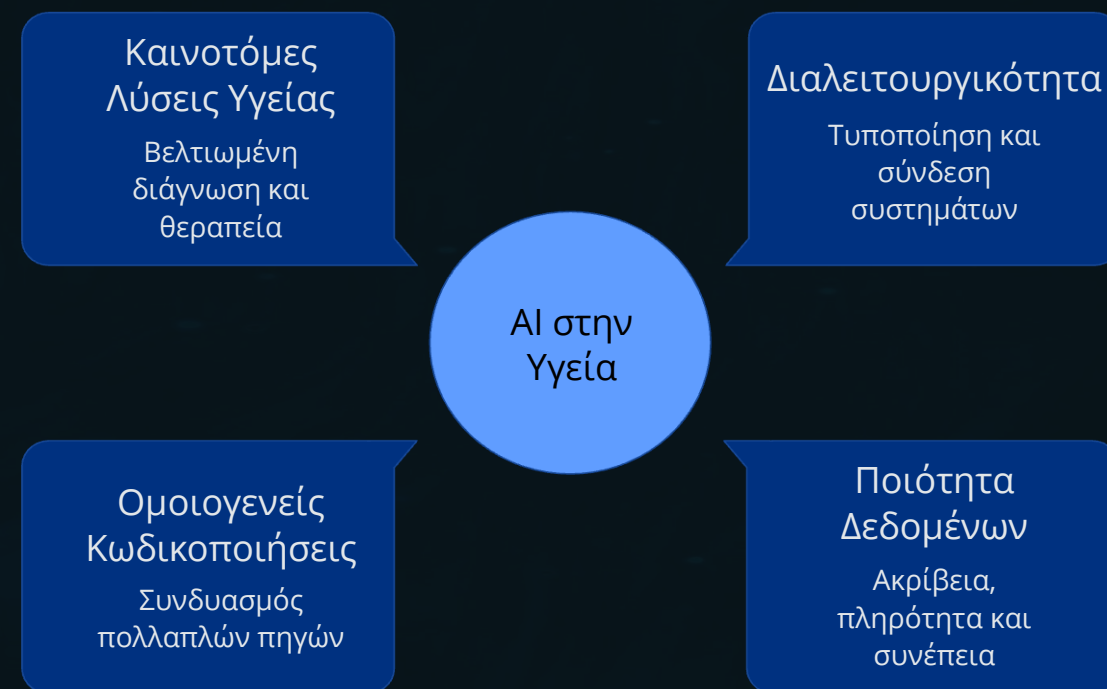 Καινοτόμες
Λύσεις Υγείας
Βελτιωμένη
διάγνωση και
θεραπεία
Διαλειτουργικότητα
Τυποποίηση και
σύνδεση
συστημάτων
AI στην
Υγεία
Ομοιογενείς
Κωδικοποιήσεις
Συνδυασμός
πολλαπλών πηγών
Ποιότητα
Δεδομένων
Ακρίβεια,
πληρότητα και
συνέπεια